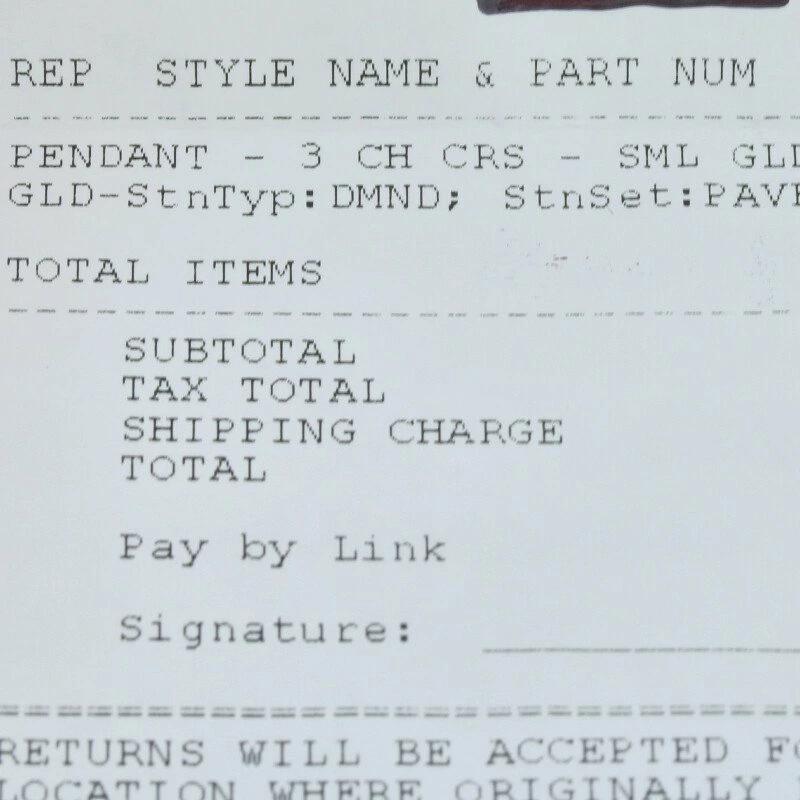 REP STYLE NAME & PART NUM
PENDANT - 3 CH CRS - SML GLD
GLD-StnTyp:DMND; StnSet:PAVE
TOTAL ITEMS
SUBTOTAL
TAX TOTAL
SHIPPING CHARGE
TOTAL
Pay by Link
Signature:
RETURNS WILL BE ACCEPTED
LOCATION WHERE ORIGINALLY